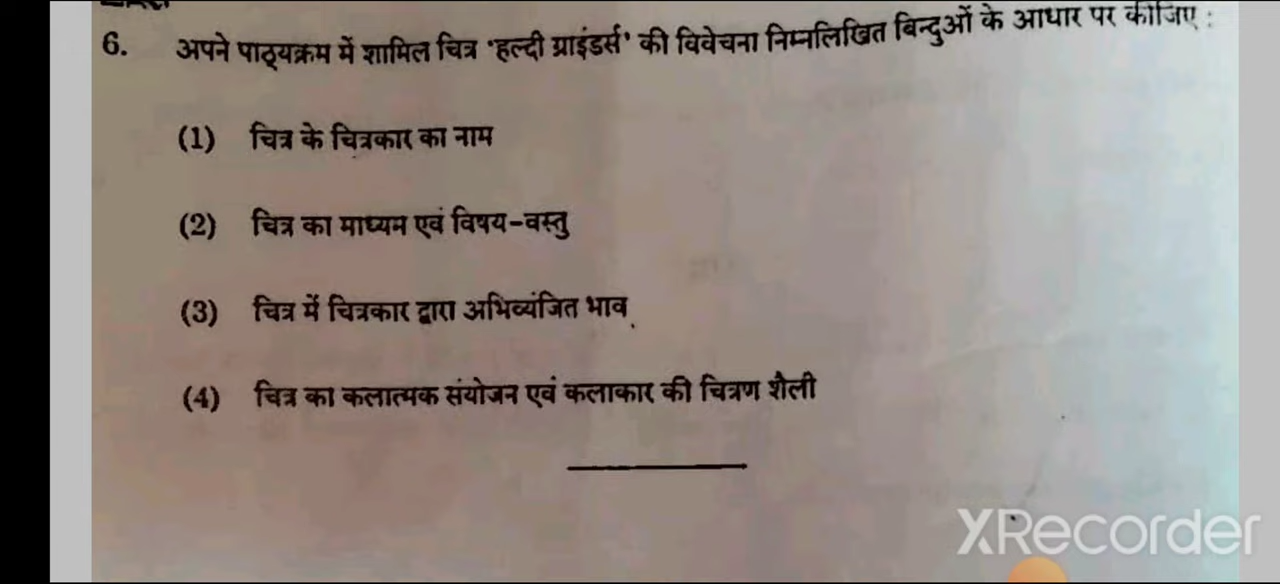 6. अपने पाठ्यक्रम में शामिल चित्र 'हल्दी ग्राइंडर्स' की विवेचना निम्नलिखित बिन्दुओं के आधार पर कीजिए :
(1) चित्र के चित्रकार का नाम
(2) चित्र का माध्यम एवं विषय-वस्तु
(3) चित्र में चित्रकार द्वारा अभिव्यंजित भाव
(4) चित्र का कलात्मक संयोजन एवं कलाकार की चित्रण शैली
XRecorder